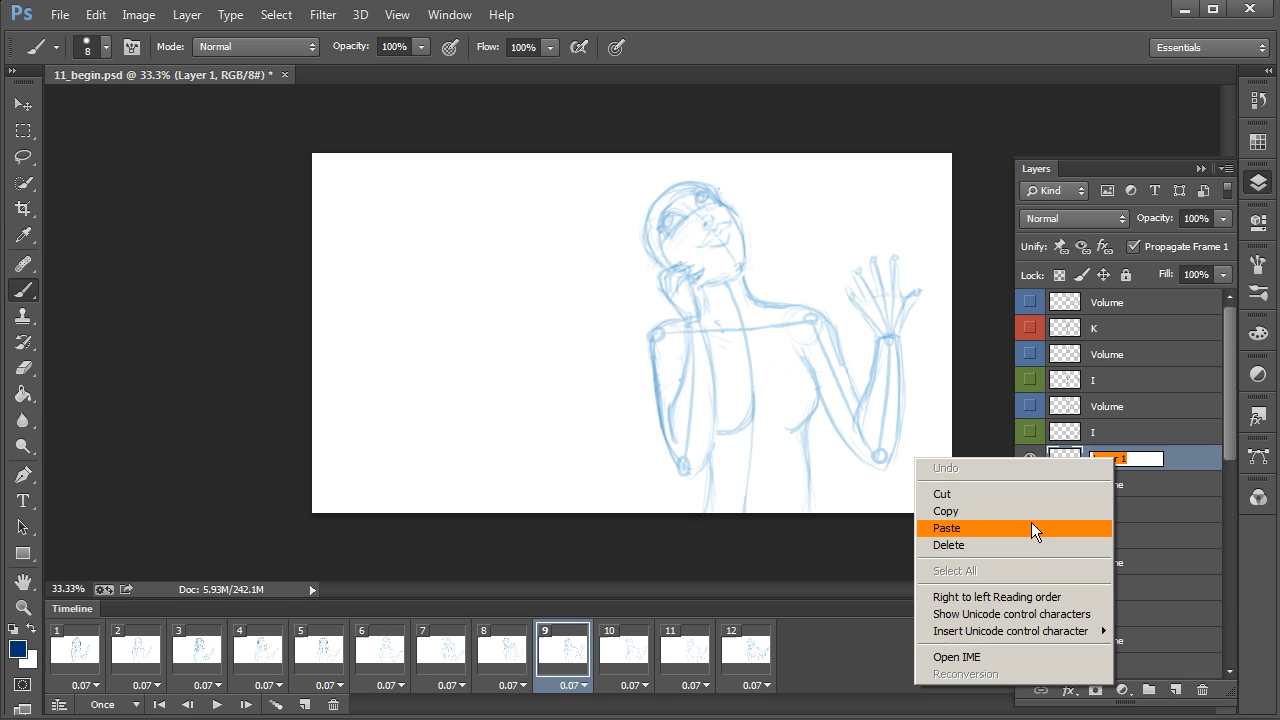 Ps File Edit Image Layer Type Select Filter 3D View Window Help
8 Mode: Normal Opacity: 100% Flow: 100% Essentials
11_begin.psd @ 33.3% (Layer 1, RGB/8#) * ×
Layers
Kind
Normal Opacity: 100%
Unify: Propagate Frame 1
Lock: Fill: 100%
Volume
K
Volume
I
Volume
I
Undo
Cut
Copy
Paste
Delete
Select All
Right to left Reading order
Show Unicode control characters
Insert Unicode control character
Open IME
Reconversion
33.33% Doc: 5.93M/242.1M
Timeline
1 2 3 4 5 6 7 8 9 10 11 12
0.07 0.07 0.07 0.07 0.07 0.07 0.07 0.07 0.07 0.07 0.07 0.07
Once